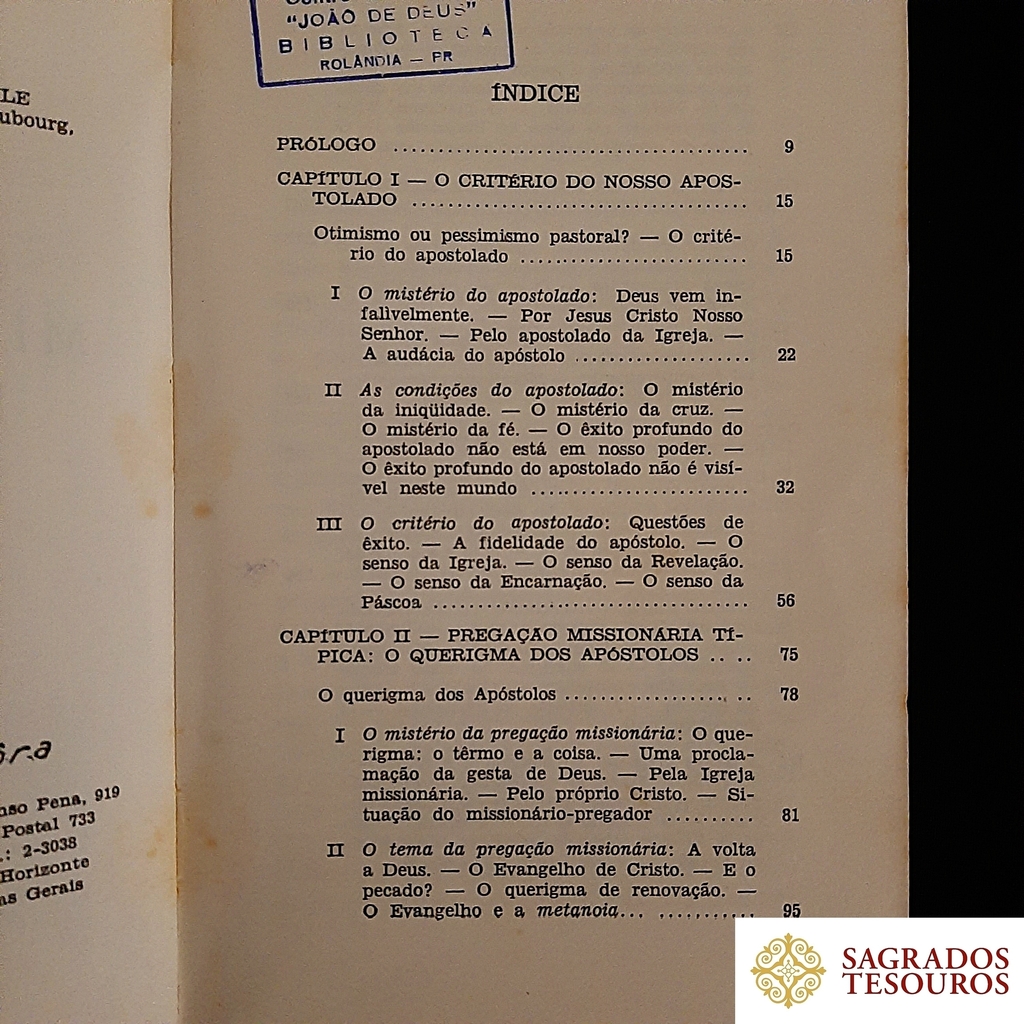 LE
ubourg,
nso Pena, 919
Postal 733
.: 2-3038
Horizonte
as Gerais
"JOÃO DE DEUS"
BIBLIOTECA
ROLÂNDIA — PR
ÍNDICE
PRÓLOGO ........................................ 9
CAPÍTULO I — O CRITÉRIO DO NOSSO APOS-
TOLADO ...................................... 15
Otimismo ou pessimismo pastoral? — O crité-
rio do apostolado .......................... 15
I O mistério do apostolado: Deus vem in-
falìvelmente. — Por Jesus Cristo Nosso
Senhor. — Pelo apostolado da Igreja. —
A audácia do apóstolo .................... 22
II As condições do apostolado: O mistério
da iniqüidade. — O mistério da cruz. —
O mistério da fé. — O êxito profundo do
apostolado não está em nosso poder. —
O êxito profundo do apostolado não é visí-
vel neste mundo ......................... 32
III O critério do apostolado: Questões de
êxito. — A fidelidade do apóstolo. — O
senso da Igreja. — O senso da Revelação.
— O senso da Encarnação. — O senso da
Páscoa .................................... 56
CAPÍTULO II — PREGAÇÃO MISSIONÁRIA TÍ-
PICA: O QUERIGMA DOS APÓSTOLOS .. .. 75
O querigma dos Apóstolos ..................... 78
I O mistério da pregação missionária: O que-
rigma: o têrmo e a coisa. — Uma procla-
mação da gesta de Deus. — Pela Igreja
missionária. — Pelo próprio Cristo. — Si-
tuação do missionário-pregador .......... 81
II O tema da pregação missionária: A volta
a Deus. — O Evangelho de Cristo. — E o
pecado? — O querigma de renovação. —
O Evangelho e a metanoia... ........... 95
SAGRADOS
TESOUROS